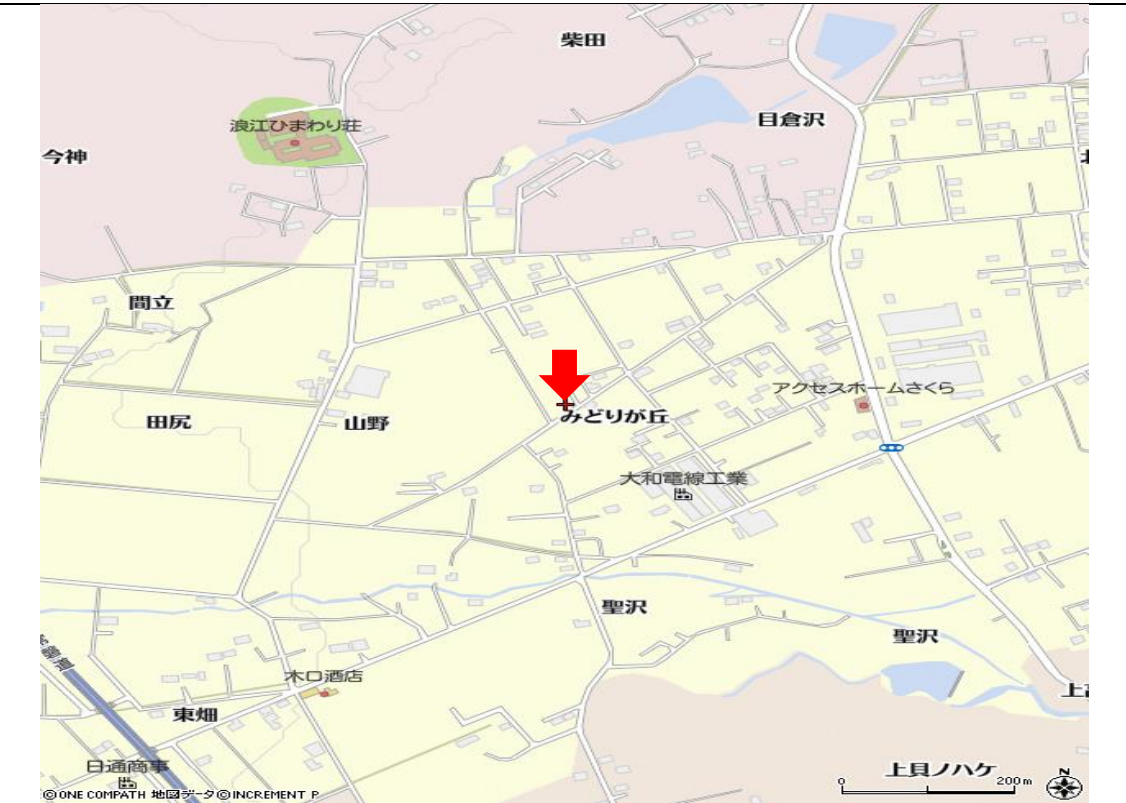 柴田
目倉沢
浪江ひまわり荘
今神
間立
アクセスホームさくら
みどりが丘
田尻
山野
大和電線工業
聖沢
聖沢
木口酒店
東畑
日通商事
上貝ノハケ
0
200m
N
©ONE COMPATH 地図データ©INCREMENT P